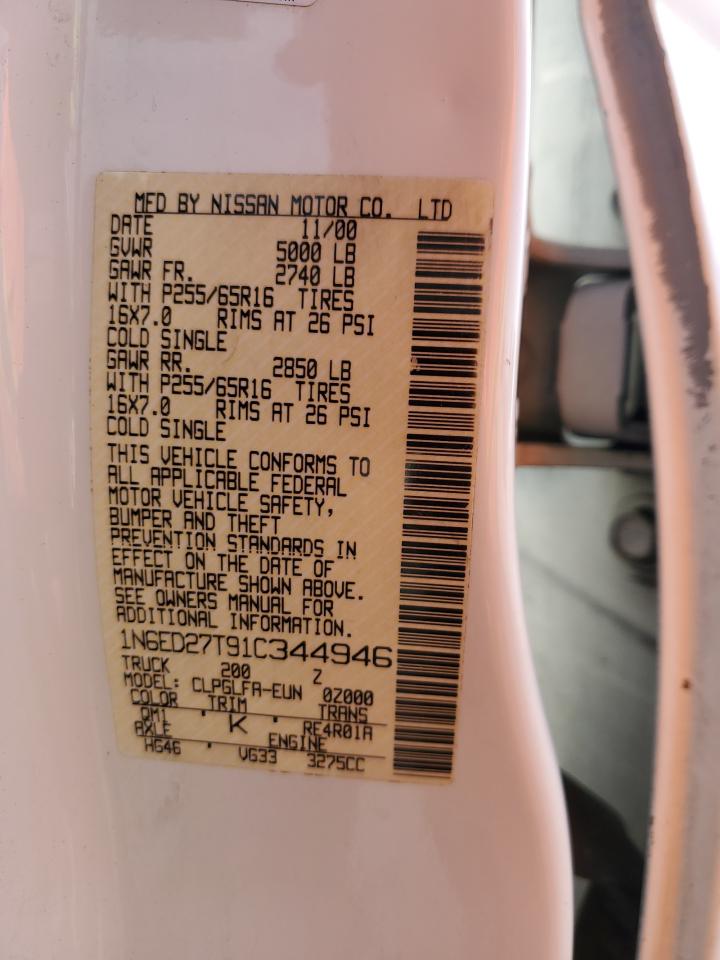 MFD BY NISSAN MOTOR CO. LTD
DATE 11/00
GVWR 5000 LB
GAWR FR. 2740 LB
WITH P255/65R16 TIRES
16X7.0 RIMS AT 26 PSI
COLD SINGLE
GAWR RR. 2850 LB
WITH P255/65R16 TIRES
16X7.0 RIMS AT 26 PSI
COLD SINGLE
THIS VEHICLE CONFORMS TO
ALL APPLICABLE FEDERAL
MOTOR VEHICLE SAFETY,
BUMPER AND THEFT
PREVENTION STANDARDS IN
EFFECT ON THE DATE OF
MANUFACTURE SHOWN ABOVE.
SEE OWNERS MANUAL FOR
ADDITIONAL INFORMATION.
1N6ED27T91C344946
TRUCK 200 Z
MODEL: CLPGLFA-EUN 0Z000
COLOR TRIM TRANS
QM1 K RE4R01A
AXLE ENGINE
HG46 VG33 3275CC